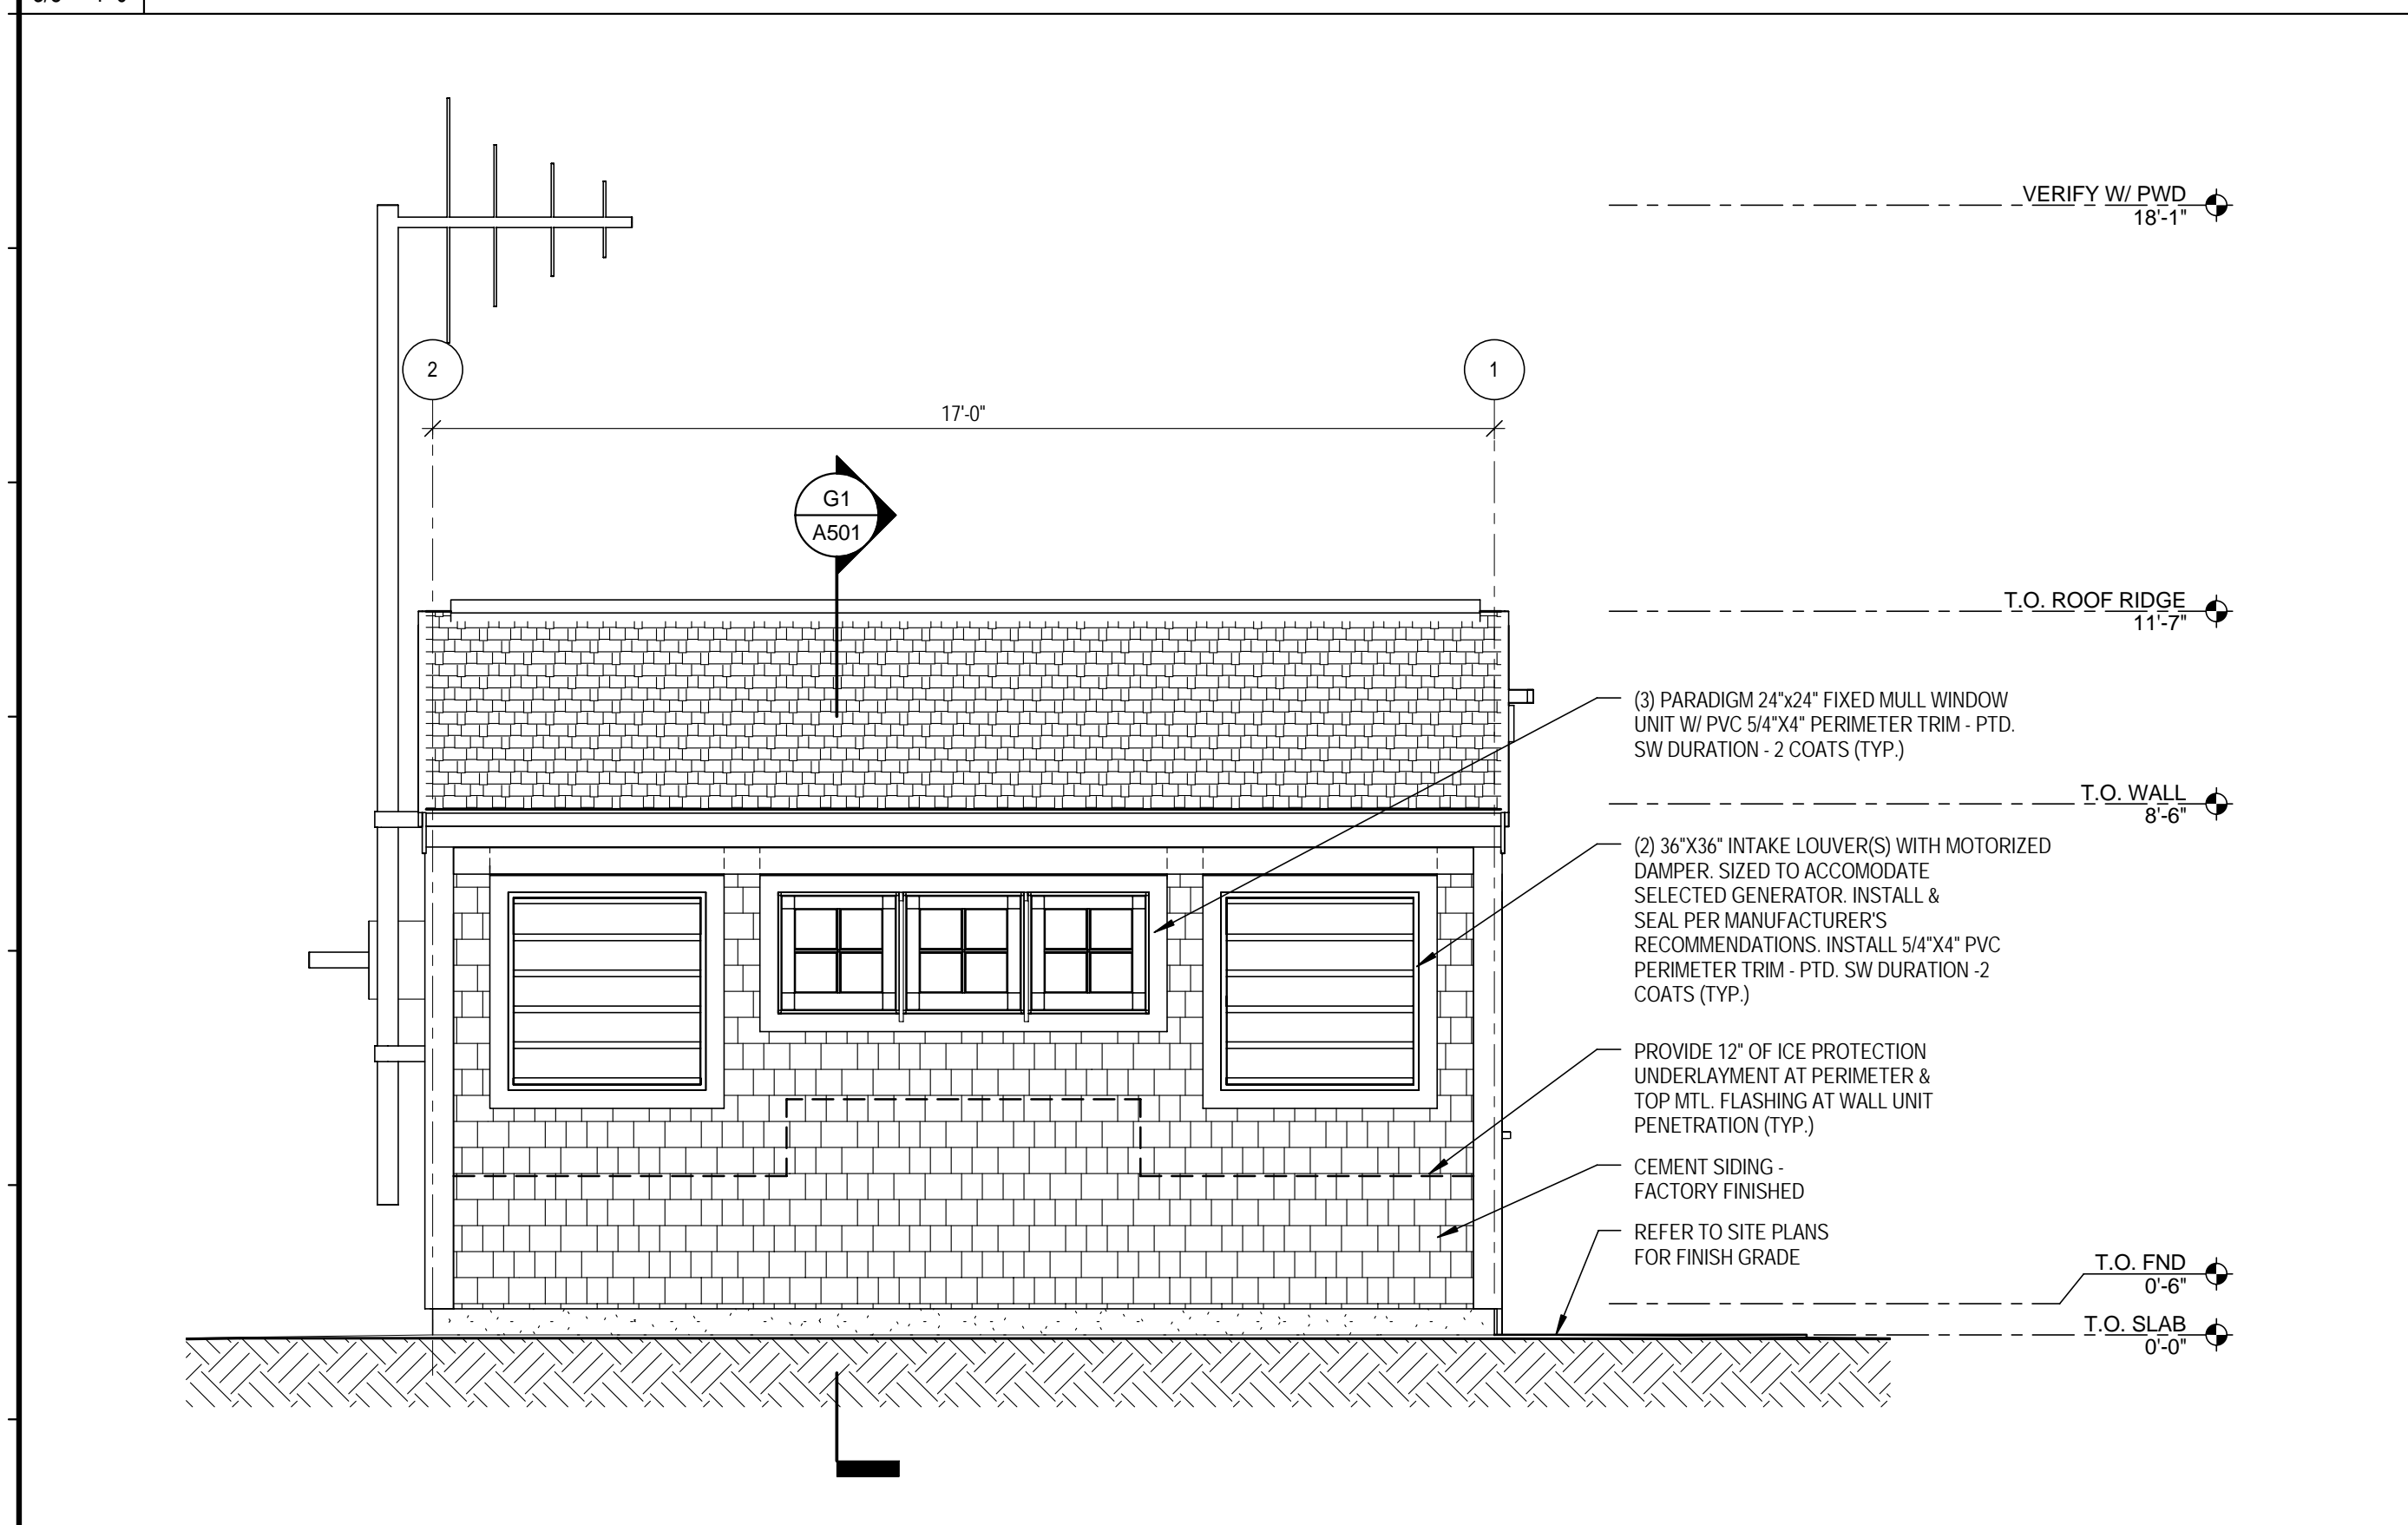 VERIFY W/ PWD
18'-1"
2
1
17'-0"
G1
A501
T.O. ROOF RIDGE
11'-7"
(3) PARADIGM 24"x24" FIXED MULL WINDOW
UNIT W/ PVC 5/4"X4" PERIMETER TRIM - PTD.
SW DURATION - 2 COATS (TYP.)
T.O. WALL
8'-6"
(2) 36"X36" INTAKE LOUVER(S) WITH MOTORIZED
DAMPER. SIZED TO ACCOMODATE
SELECTED GENERATOR. INSTALL &
SEAL PER MANUFACTURER'S
RECOMMENDATIONS. INSTALL 5/4"X4" PVC
PERIMETER TRIM - PTD. SW DURATION -2
COATS (TYP.)
PROVIDE 12" OF ICE PROTECTION
UNDERLAYMENT AT PERIMETER &
TOP MTL. FLASHING AT WALL UNIT
PENETRATION (TYP.)
CEMENT SIDING -
FACTORY FINISHED
REFER TO SITE PLANS
FOR FINISH GRADE
T.O. FND
0'-6"
T.O. SLAB
0'-0"